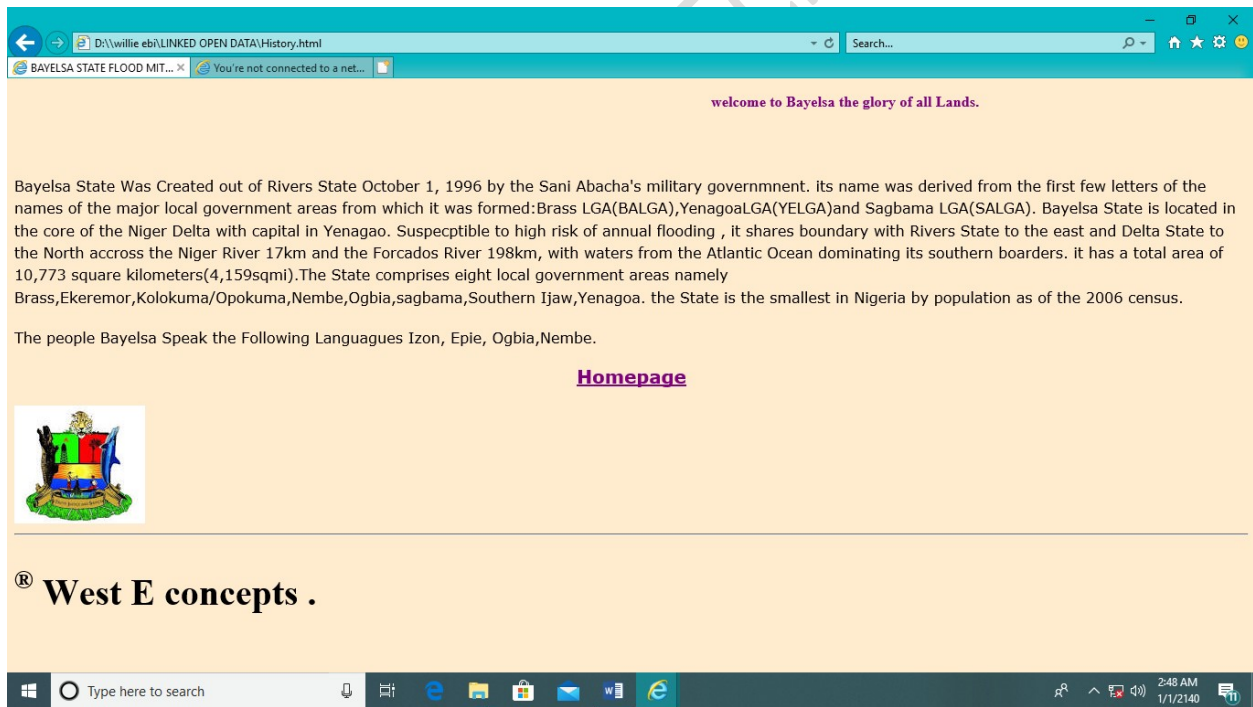 D:\\willie ebi\LINKED OPEN DATA\History.html
Search...
BAYELSA STATE FLOOD MIT...
You're not connected to a net...
welcome to Bayelsa the glory of all Lands.
Bayelsa State Was Created out of Rivers State October 1, 1996 by the Sani Abacha's military governmnent. its name was derived from the first few letters of the
names of the major local government areas from which it was formed:Brass LGA(BALGA),YenagoaLGA(YELGA)and Sagbama LGA(SALGA). Bayelsa State is located in
the core of the Niger Delta with capital in Yenagao. Suspecptible to high risk of annual flooding , it shares boundary with Rivers State to the east and Delta State to
the North accross the Niger River 17km and the Forcados River 198km, with waters from the Atlantic Ocean dominating its southern boarders. it has a total area of
10,773 square kilometers(4,159sqmi).The State comprises eight local government areas namely
Brass,Ekeremor,Kolokuma/Opokuma,Nembe,Ogbia,sagbama,Southern Ijaw,Yenagoa. the State is the smallest in Nigeria by population as of the 2006 census.
The people Bayelsa Speak the Following Languagues Izon, Epie, Ogbia,Nembe.
Homepage
® West E concepts .
Type here to search
2:48 AM
1/1/2140
11